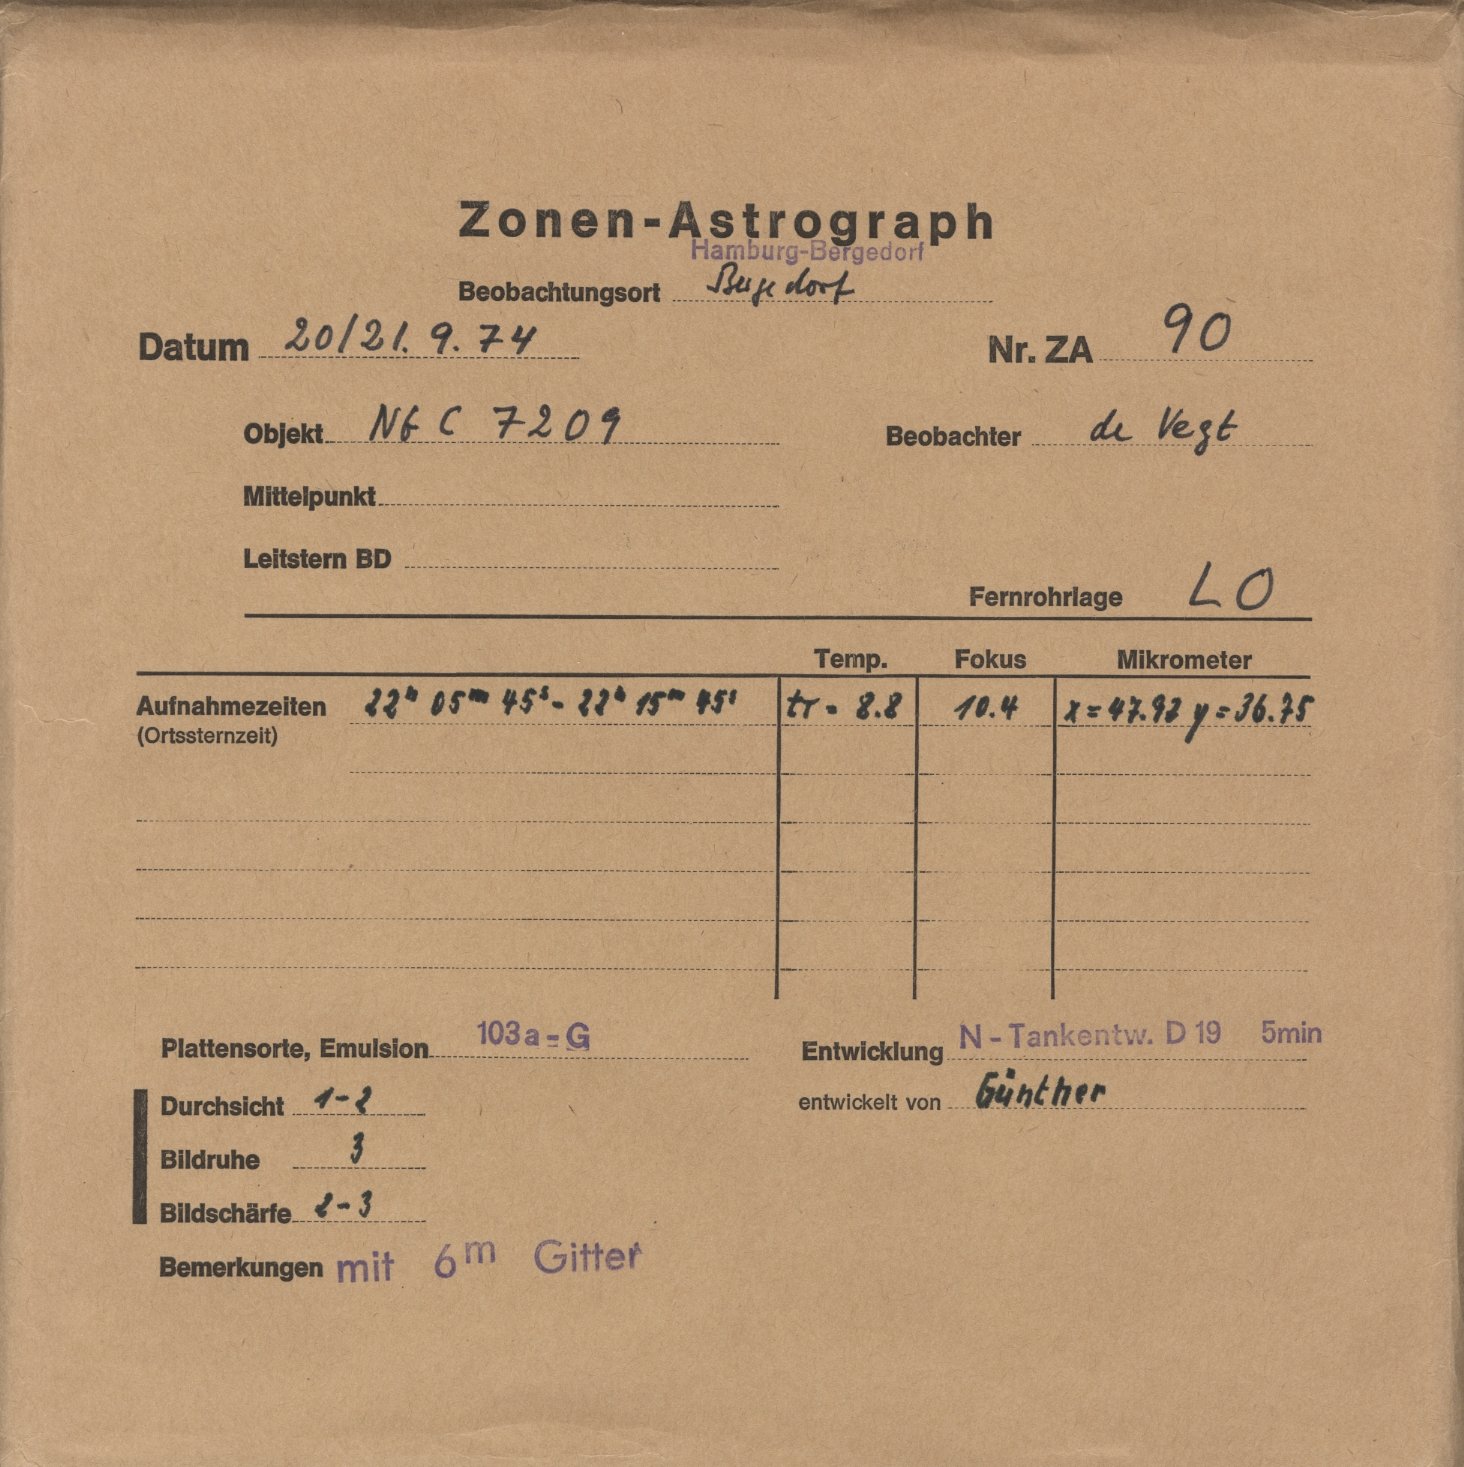 Zonen-Astrograph
Hamburg-Bergedorf
Beobachtungsort Bergedorf
Datum 20/21. 9. 74 Nr. ZA 90
Objekt NGC 7209 Beobachter de Vegt
Mittelpunkt
Leitstern BD
Fernrohrlage LO
Temp. Fokus Mikrometer
Aufnahmezeiten 22h 05m 45s - 22h 15m 45s tr = 8.8 10.4 x = 47.92 y = 36.75
(Ortssternzeit)
Plattensorte, Emulsion 103a-G Entwicklung N-Tankentw. D 19 5min
Durchsicht 1-2 entwickelt von Günther
Bildruhe 3
Bildschärfe 2-3
Bemerkungen mit 6m Gitter